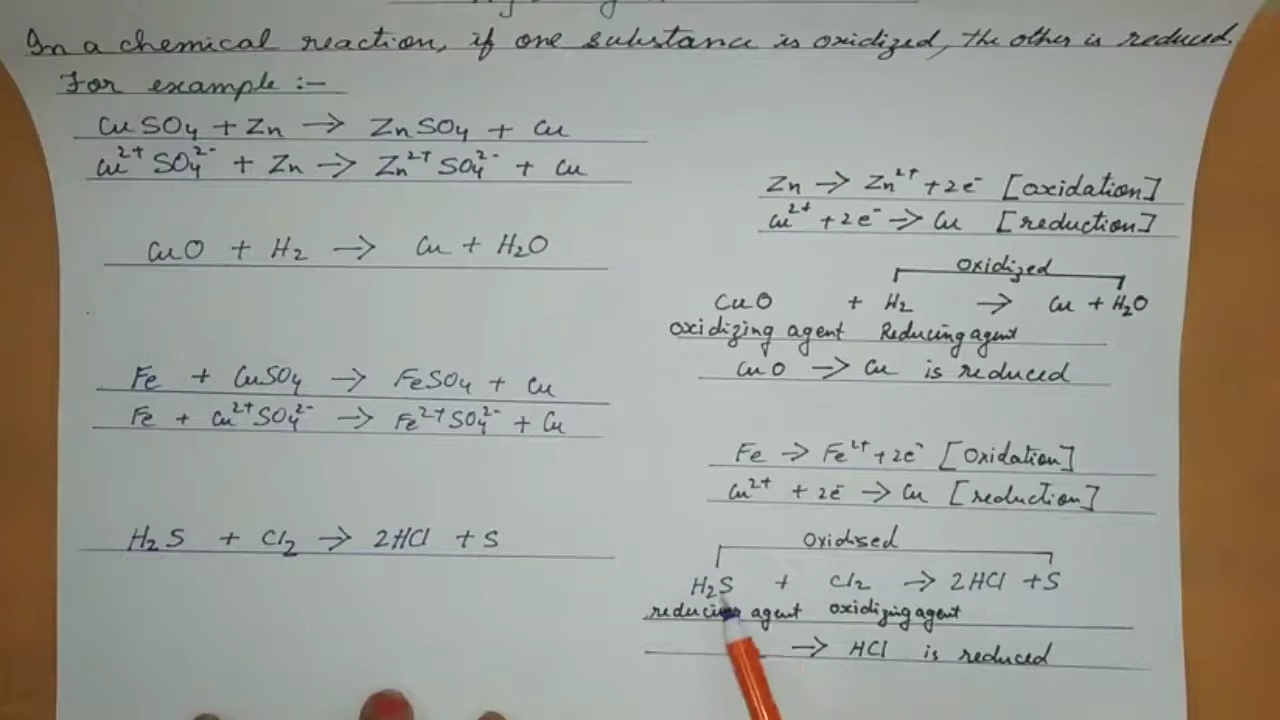 In a chemical reaction, if one substance is oxidized, the other is reduced.
For example :-
CuSO4 + Zn → ZnSO4 + Cu
Cu²⁺SO4²⁻ + Zn → Zn²⁺SO4²⁻ + Cu
Zn → Zn²⁺ + 2e⁻ [oxidation]
Cu²⁺ + 2e⁻ → Cu [reduction]
CuO + H2 → Cu + H2O
oxidized
CuO + H2 → Cu + H2O
oxidizing agent Reducing agent
CuO → Cu is reduced
Fe + CuSO4 → FeSO4 + Cu
Fe + Cu²⁺SO4²⁻ → Fe²⁺SO4²⁻ + Cu
Fe → Fe²⁺ + 2e⁻ [Oxidation]
Cu²⁺ + 2e⁻ → Cu [reduction]
H2S + Cl2 → 2HCl + S
Oxidised
H2S + Cl2 → 2HCl + S
reducing agent oxidizing agent
→ HCl is reduced